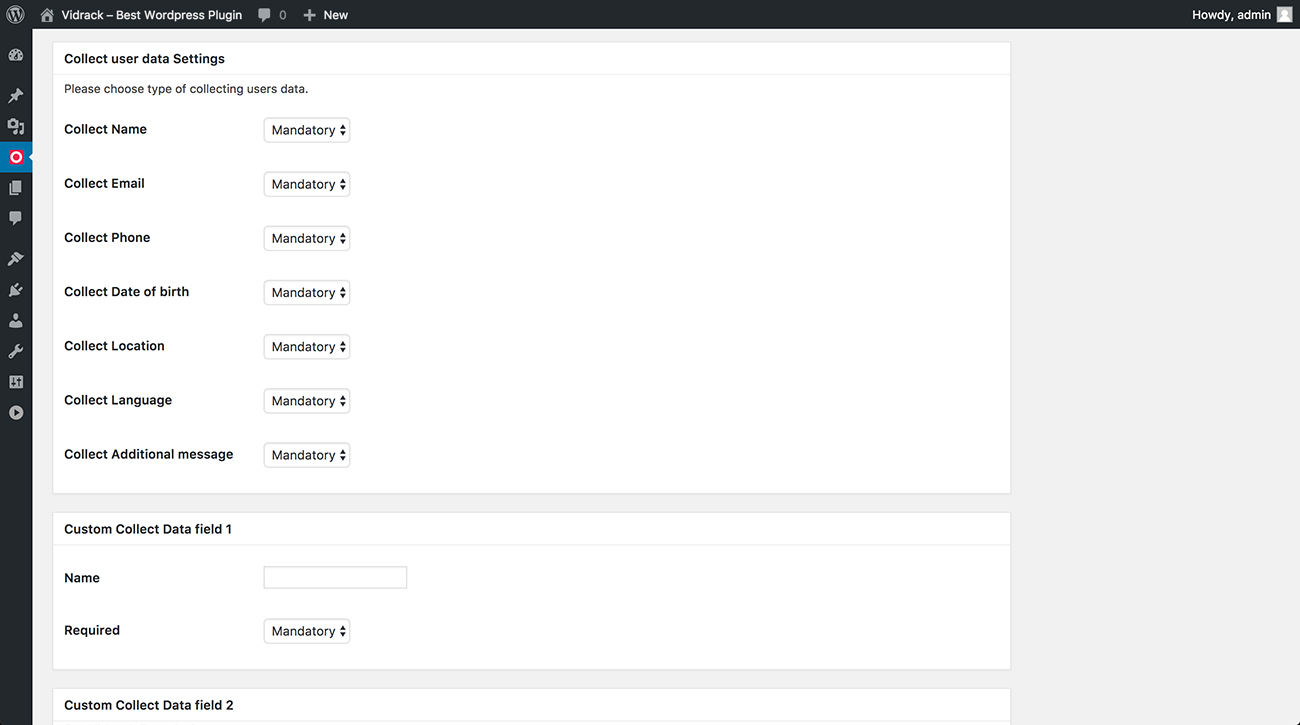 Vidrack – Best Wordpress Plugin 0 New Howdy, admin
Collect user data Settings
Please choose type of collecting users data.
Collect Name Mandatory
Collect Email Mandatory
Collect Phone Mandatory
Collect Date of birth Mandatory
Collect Location Mandatory
Collect Language Mandatory
Collect Additional message Mandatory
Custom Collect Data field 1
Name
Required Mandatory
Custom Collect Data field 2